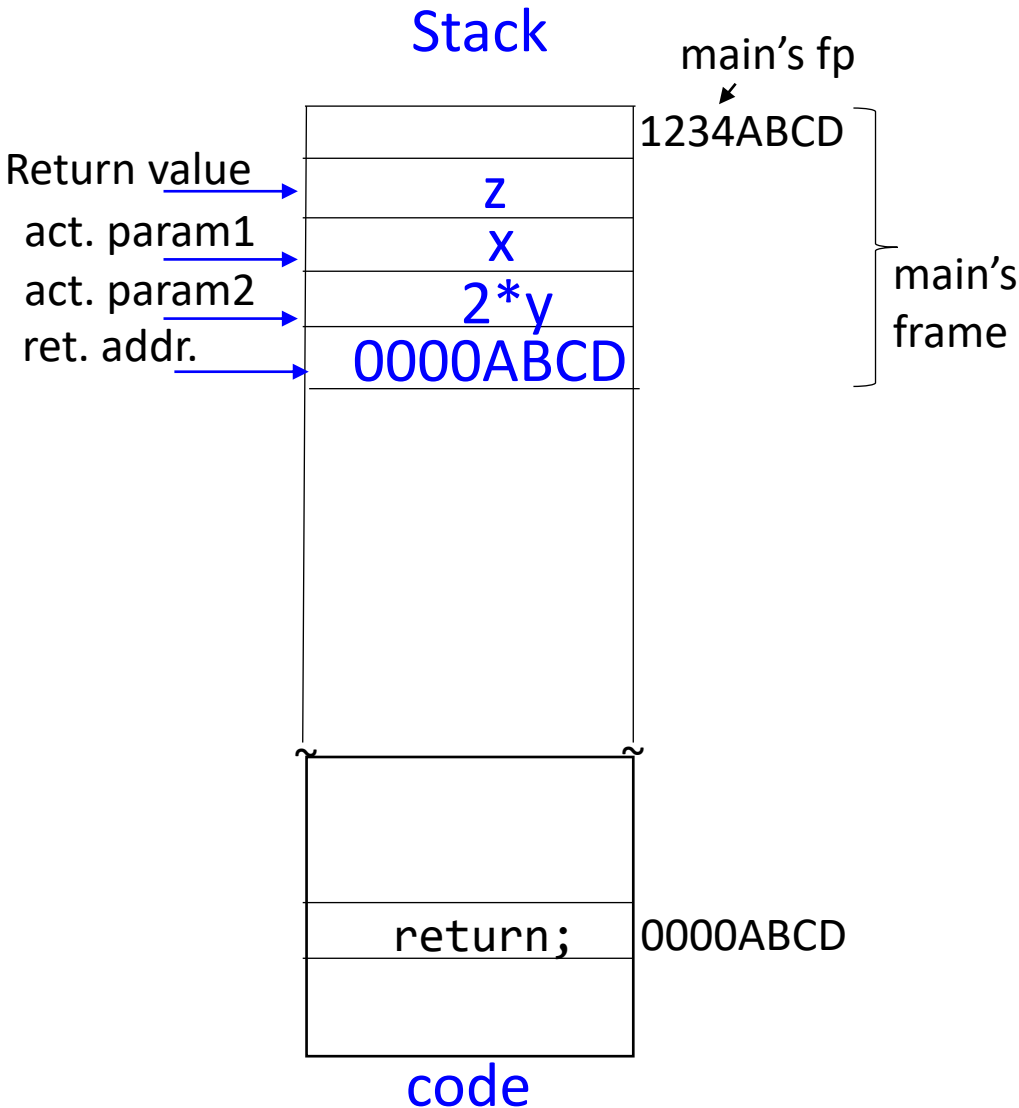 Stack
main's fp
1234ABCD
Return value
z
act. param1
x
act. param2
2*y
ret. addr.
0000ABCD
main's
frame
~ ~
return;
0000ABCD
code